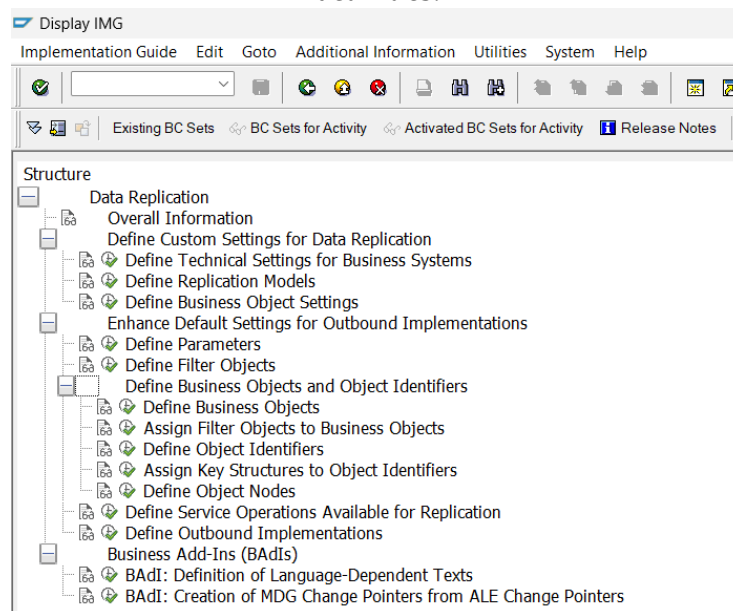 Display IMG
Implementation Guide Edit Goto Additional Information Utilities System Help
Existing BC Sets BC Sets for Activity Activated BC Sets for Activity Release Notes
Structure
Data Replication
Overall Information
Define Custom Settings for Data Replication
Define Technical Settings for Business Systems
Define Replication Models
Define Business Object Settings
Enhance Default Settings for Outbound Implementations
Define Parameters
Define Filter Objects
Define Business Objects and Object Identifiers
Define Business Objects
Assign Filter Objects to Business Objects
Define Object Identifiers
Assign Key Structures to Object Identifiers
Define Object Nodes
Define Service Operations Available for Replication
Define Outbound Implementations
Business Add-Ins (BAdIs)
BAdI: Definition of Language-Dependent Texts
BAdI: Creation of MDG Change Pointers from ALE Change Pointers